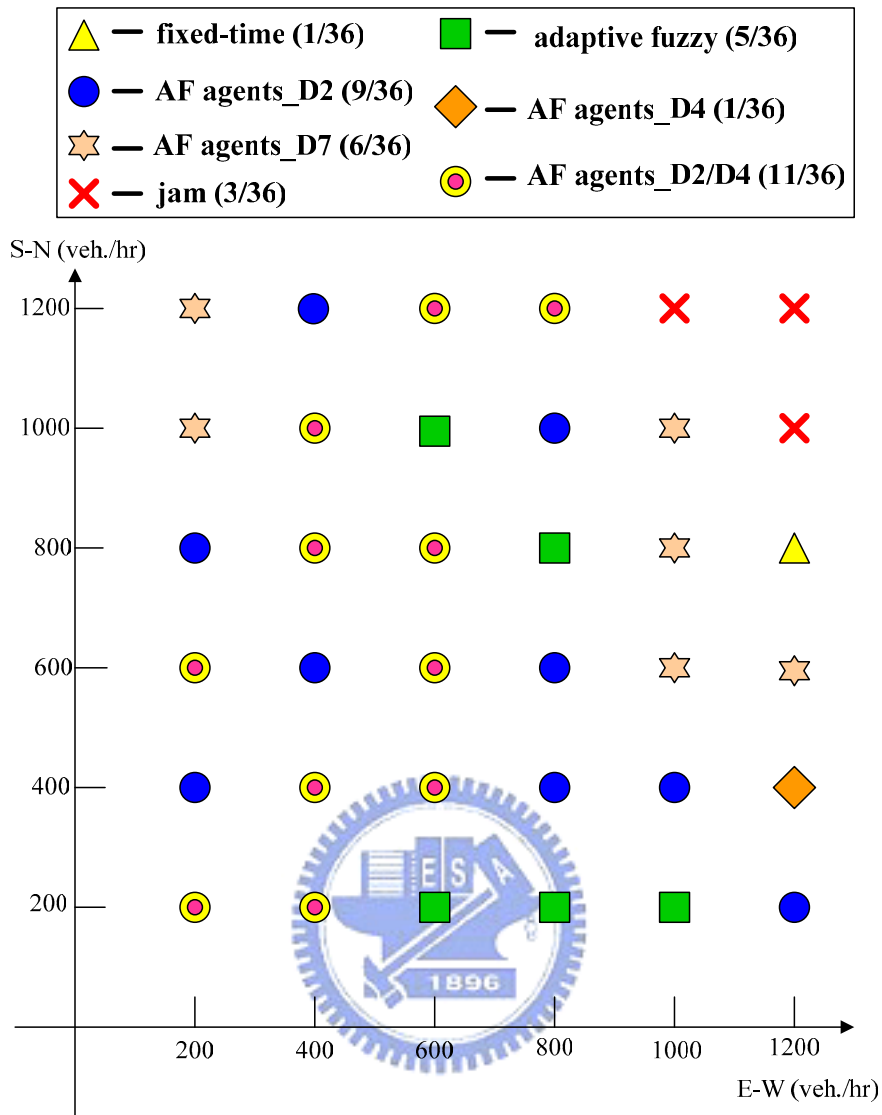 fixed-time (1/36)
adaptive fuzzy (5/36)
AF agents_D2 (9/36)
AF agents_D4 (1/36)
AF agents_D7 (6/36)
AF agents_D2/D4 (11/36)
jam (3/36)
S-N (veh./hr)
1200
1000
800
600
400
200
E S A
1896
200 400 600 800 1000 1200
E-W (veh./hr)